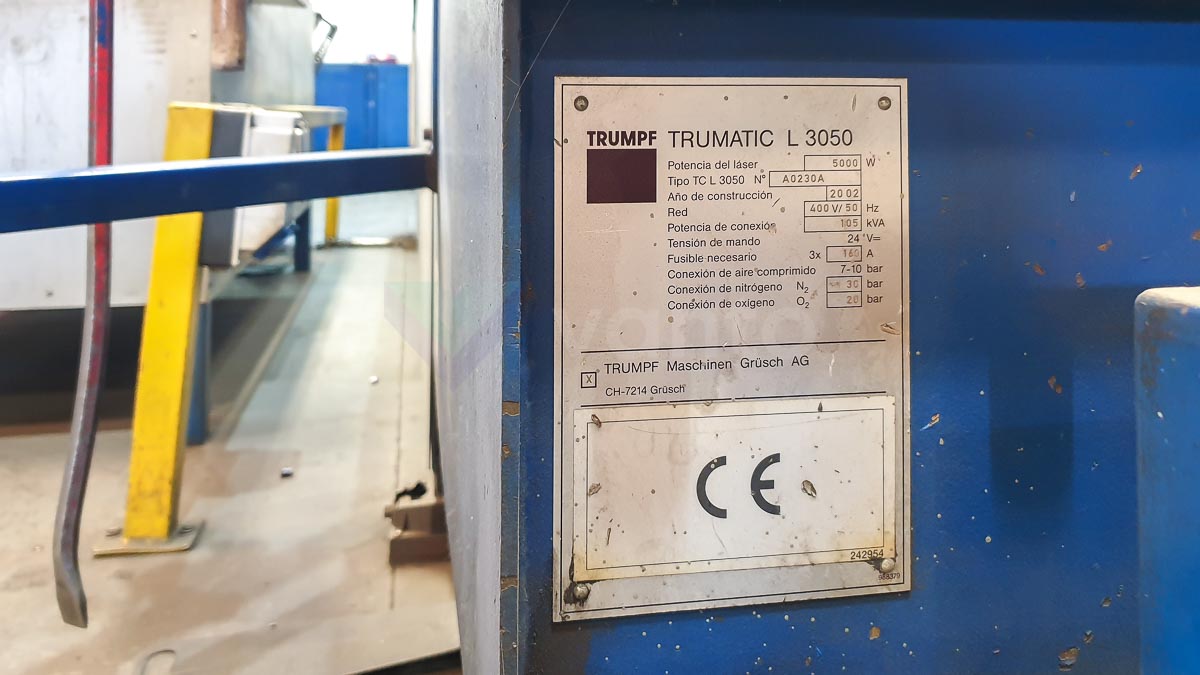 TRUMPF TRUMATIC L 3050
Potencia del láser 5000 W
Tipo TC L 3050 Nº A0230A
Año de construcción 2002
Red 400 V/ 50 Hz
Potencia de conexión 105 kVA
Tensión de mando 24 V=
Fusible necesario 3x 160 A
Conexión de aire comprimido 7-10 bar
Conexión de nitrógeno N₂ 30 bar
Conexión de oxígeno O₂ 20 bar
TRUMPF Maschinen Grüsch AG
X
CH-7214 Grüsch
CE
242954